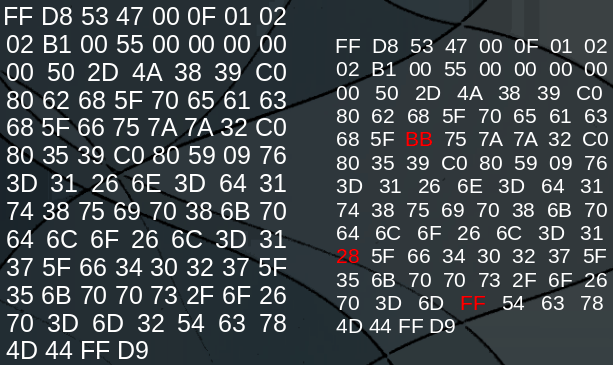 FF D8 53 47 00 0F 01 02
02 B1 00 55 00 00 00 00
00 50 2D 4A 38 39 C0
80 62 68 5F 70 65 61 63
68 5F 66 75 7A 7A 32 C0
80 35 39 C0 80 59 09 76
3D 31 26 6E 3D 64 31
74 38 75 69 70 38 6B 70
64 6C 6F 26 6C 3D 31
37 5F 66 34 30 32 37 5F
35 6B 70 70 73 2F 6F 26
70 3D 6D 32 54 63 78
4D 44 FF D9
FF D8 53 47 00 0F 01 02
02 B1 00 55 00 00 00 00
00 50 2D 4A 38 39 C0
80 62 68 5F 70 65 61 63
68 5F BB 75 7A 7A 32 C0
80 35 39 C0 80 59 09 76
3D 31 26 6E 3D 64 31
74 38 75 69 70 38 6B 70
64 6C 6F 26 6C 3D 31
28 5F 66 34 30 32 37 5F
35 6B 70 70 73 2F 6F 26
70 3D 6D FF 54 63 78
4D 44 FF D9